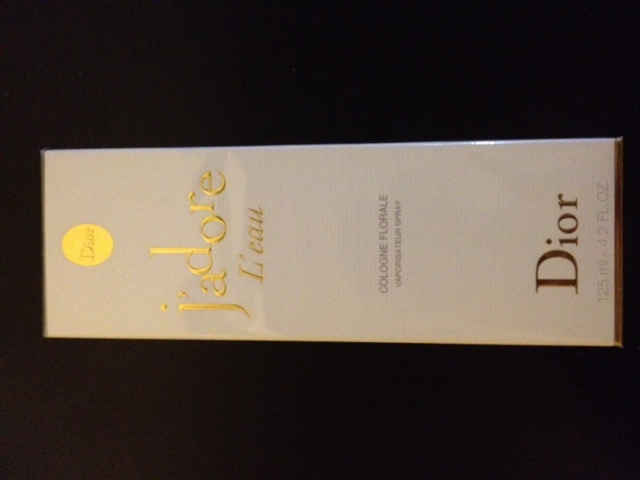 Dior
j'adore
L'eau
COLOGNE FLORALE
VAPORISATEUR SPRAY
Dior
125 ml - 4.2 FL.OZ